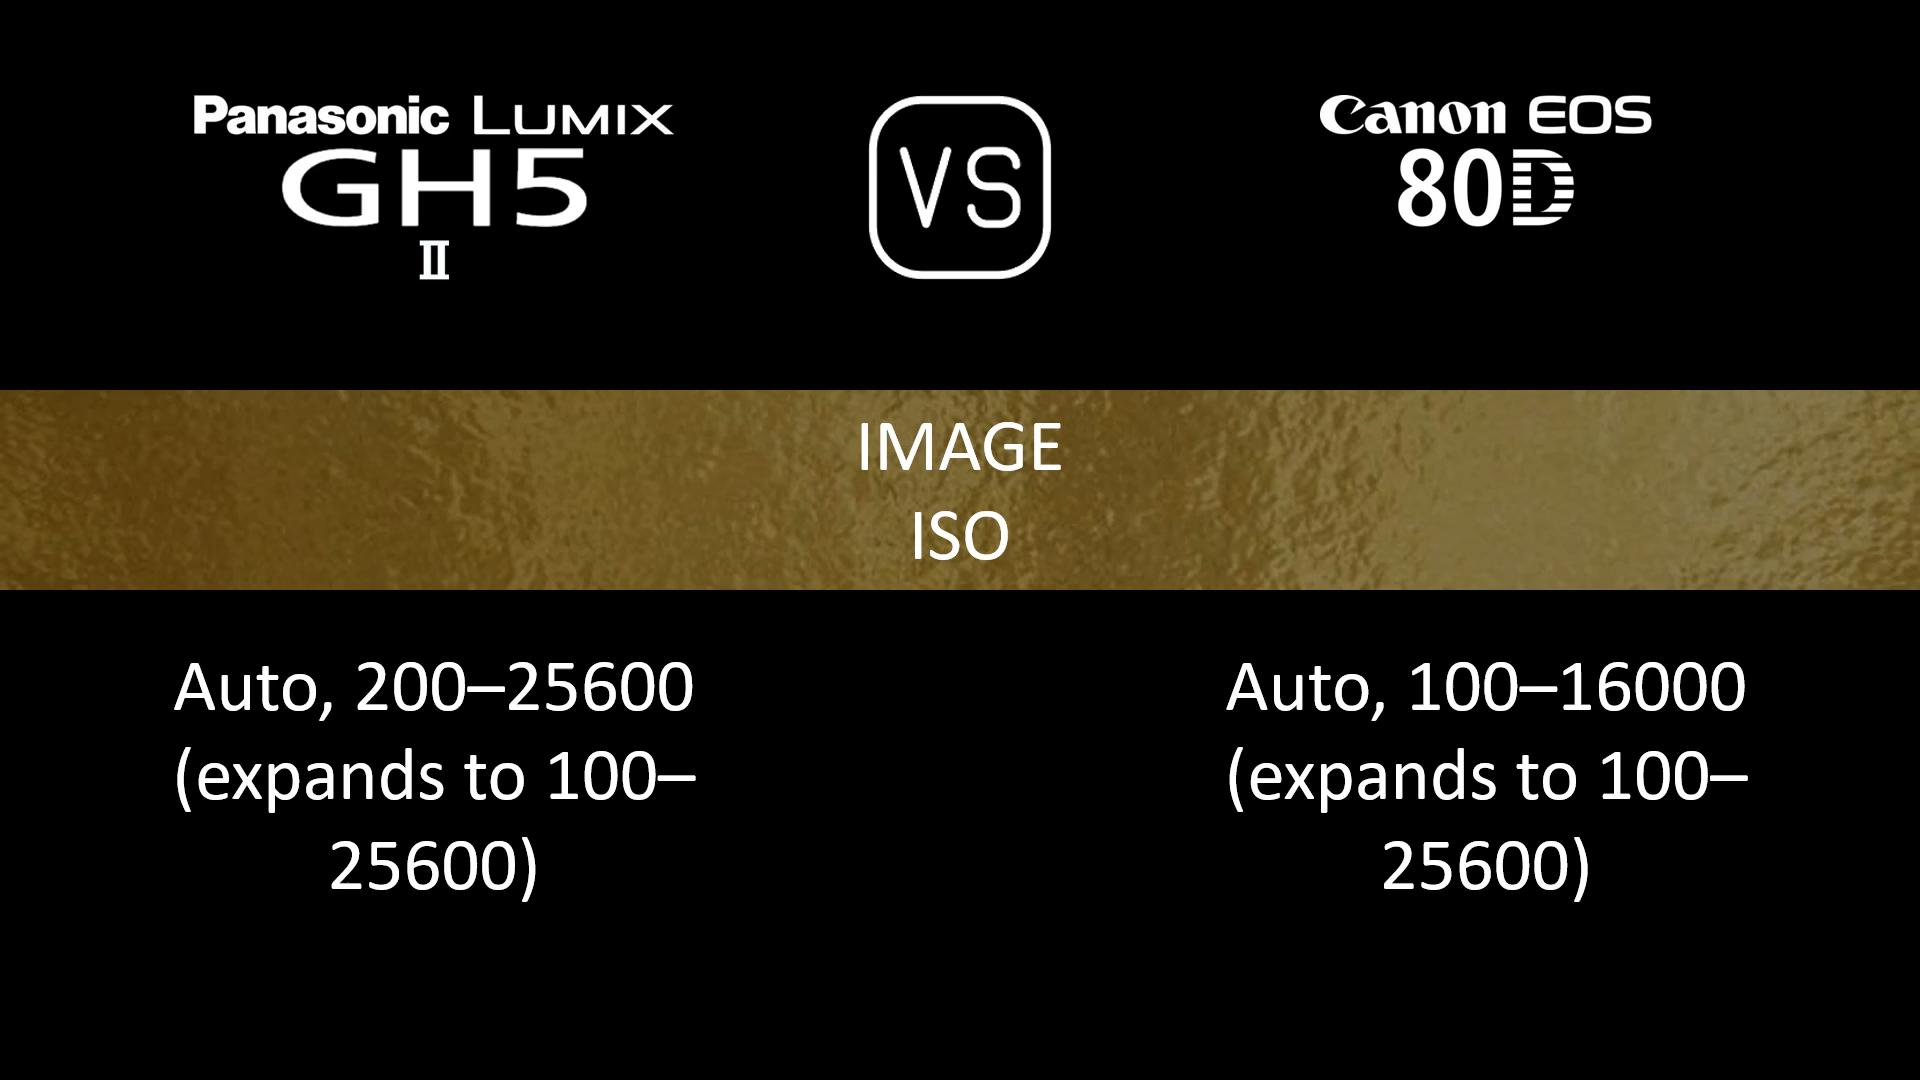 Panasonic LUMIX
GH5
II
VS
Canon EOS
80D
IMAGE
ISO
Auto, 200–25600
(expands to 100–
25600)
Auto, 100–16000
(expands to 100–
25600)